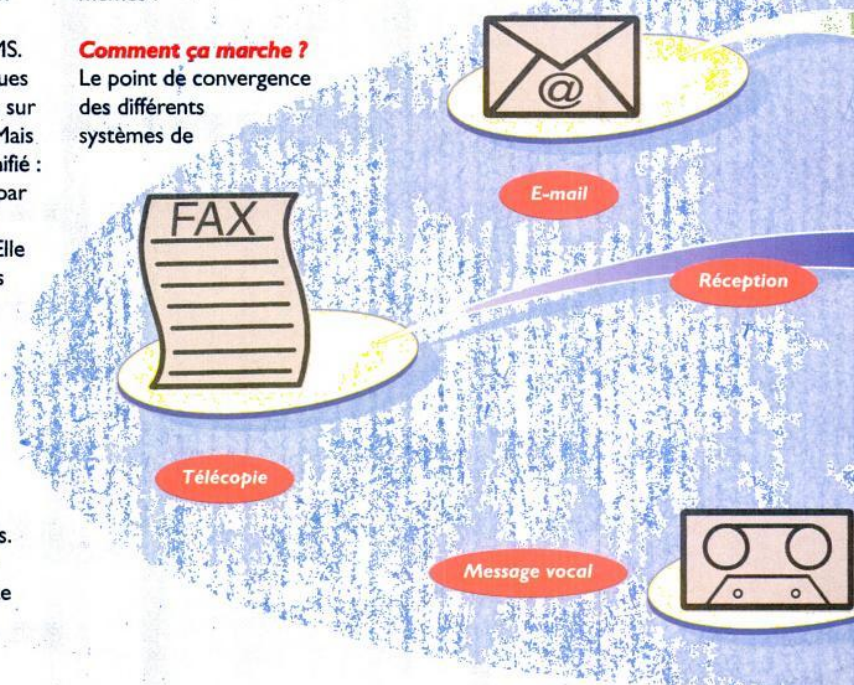 MS.
ues
sur
Mais
nifié :
par
Elle
s
s.
e
Comment ça marche ?
Le point de convergence
des différents
systèmes de
@
E-mail
FAX
Réception
Télécopie
Message vocal